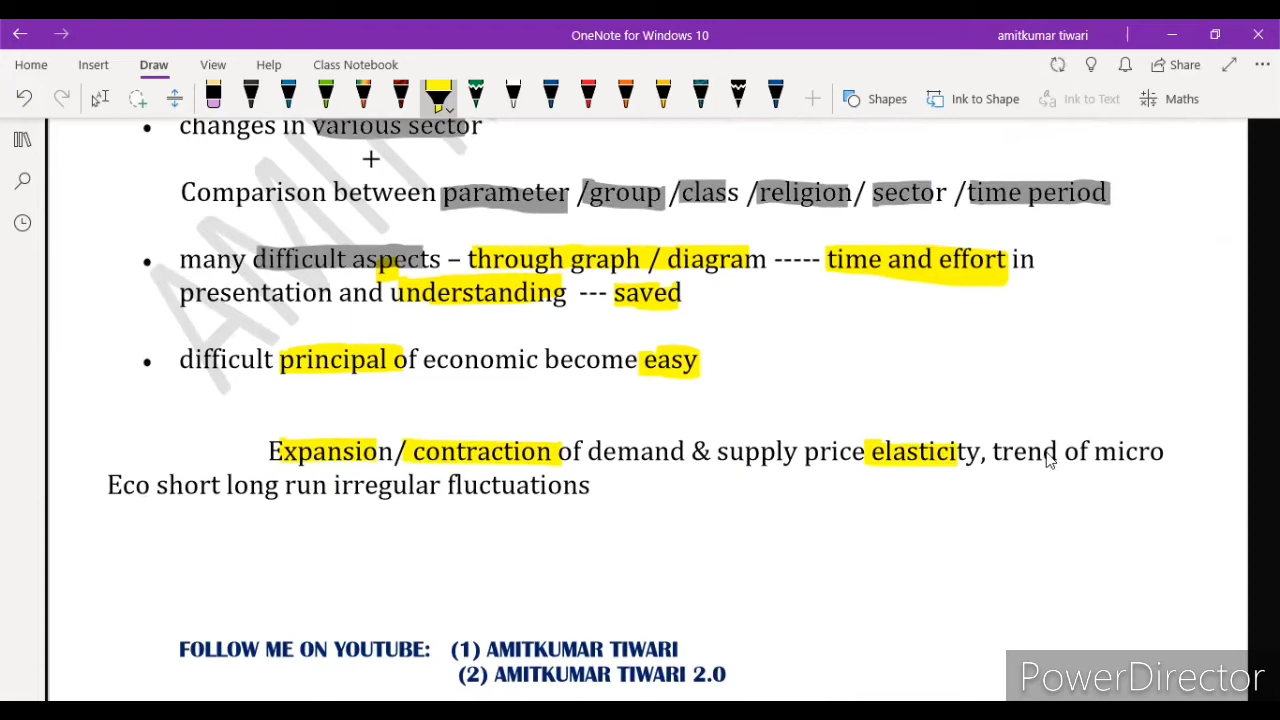 OneNote for Windows 10
amitkumar tiwari
Home Insert Draw View Help Class Notebook
Share
Shapes Ink to Shape Ink to Text Maths
• changes in various sector
+
Comparison between parameter /group /class /religion/ sector /time period
• many difficult aspects – through graph / diagram ----- time and effort in
presentation and understanding --- saved
• difficult principal of economic become easy
Expansion/ contraction of demand & supply price elasticity, trend of micro
Eco short long run irregular fluctuations
FOLLOW ME ON YOUTUBE: (1) AMITKUMAR TIWARI
(2) AMITKUMAR TIWARI 2.0
PowerDirector